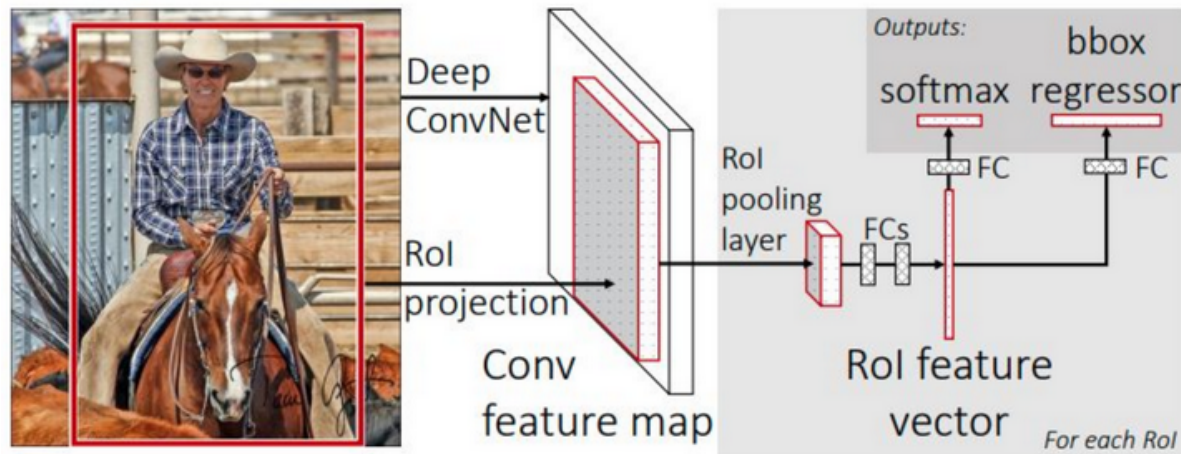 Deep
ConvNet
RoI
projection
Conv
feature map
RoI
pooling
layer
FCs
Outputs:
softmax
bbox
regressor
FC
FC
RoI feature
vector
For each RoI